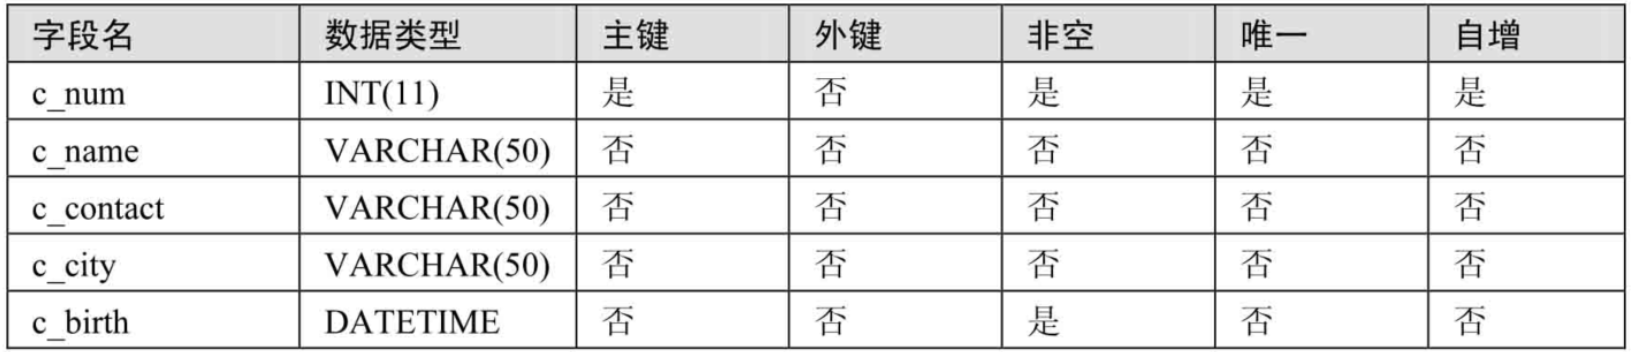 字段名 数据类型 主键 外键 非空 唯一 自增
c_num INT(11) 是 否 是 是 是
c_name VARCHAR(50) 否 否 否 否 否
c_contact VARCHAR(50) 否 否 否 否 否
c_city VARCHAR(50) 否 否 否 否 否
c_birth DATETIME 否 否 是 否 否